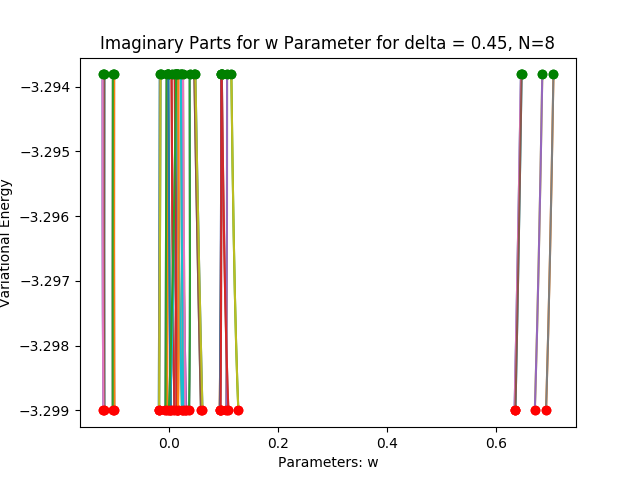 Imaginary Parts for w Parameter for delta = 0.45, N=8
Variational Energy
−3.294
−3.295
−3.296
−3.297
−3.298
−3.299
0.0 0.2 0.4 0.6
Parameters: w